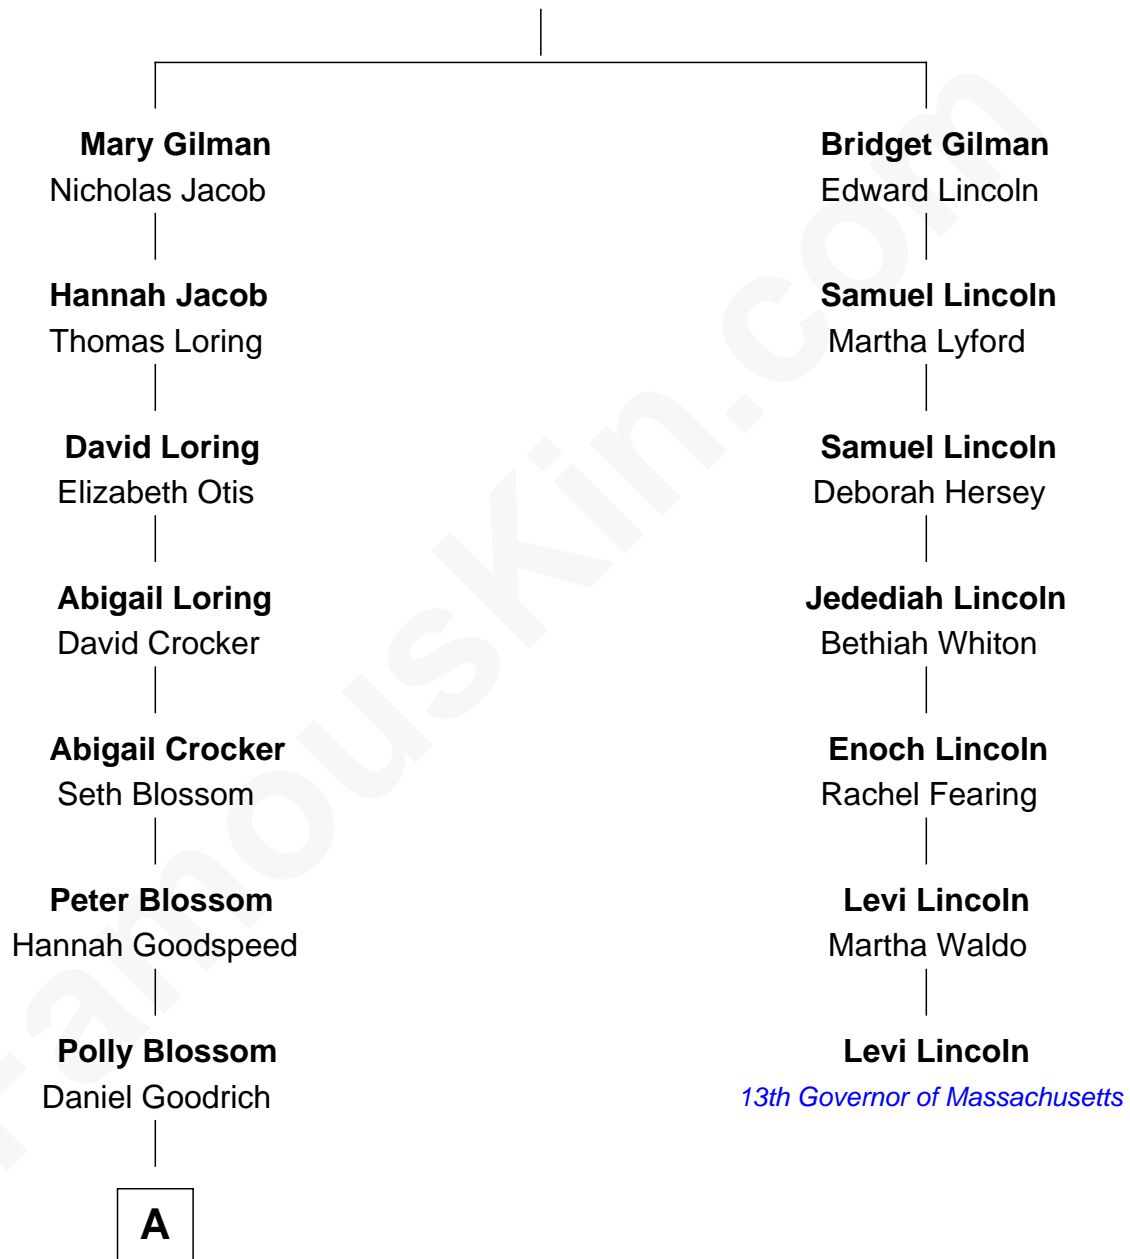 Mary Gilman
Nicholas Jacob
Hannah Jacob
Thomas Loring
David Loring
Elizabeth Otis
Abigail Loring
David Crocker
Abigail Crocker
Seth Blossom
Peter Blossom
Hannah Goodspeed
Polly Blossom
Daniel Goodrich
A
Bridget Gilman
Edward Lincoln
Samuel Lincoln
Martha Lyford
Samuel Lincoln
Deborah Hersey
Jedediah Lincoln
Bethiah Whiton
Enoch Lincoln
Rachel Fearing
Levi Lincoln
Martha Waldo
Levi Lincoln
13th Governor of Massachusetts
FamousKin.com